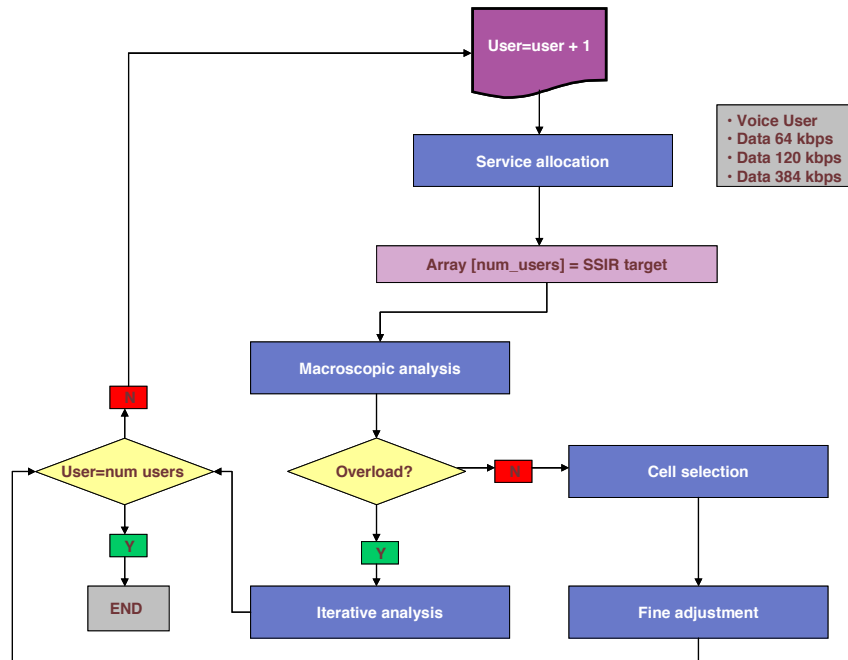 User=user + 1
Service allocation
• Voice User
• Data 64 kbps
• Data 120 kbps
• Data 384 kbps
Array [num_users] = SSIR target
Macroscopic analysis
N
User=num users
Overload?
N
Cell selection
Y
Y
END
Iterative analysis
Fine adjustment